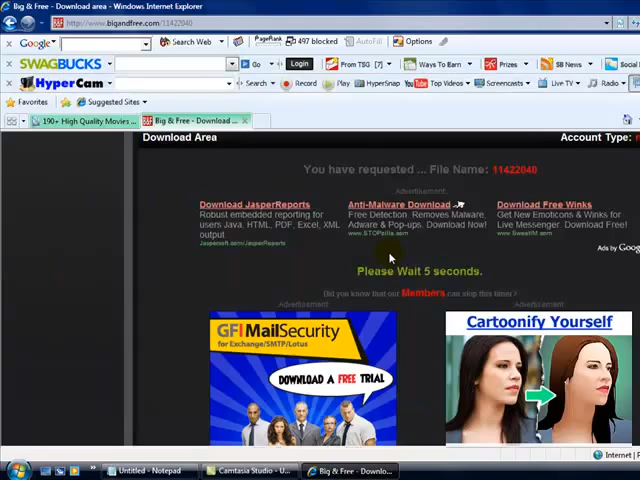 Big & Free - Download area - Windows Internet Explorer
http://www.bigandfree.com/11422040
Google Search Web PageRank 497 blocked AutoFill Options
SWAGBUCKS Go Login From TSG [7] Ways To Earn Prizes SB News Social
HyperCam Search Record Play HyperSnap Top Videos Screencasts Live TV Radio
Favorites Suggested Sites
190+ High Quality Movies ... Big & Free - Download ...
Download Area Account Type:
You have requested ... File Name: 11422040
Advertisement:
Download JasperReports
Robust embedded reporting for
users Java, HTML, PDF, Excel, XML
output
Jaspersoft.com/JasperReports
Anti-Malware Download
Free Detection. Removes Malware,
Adware & Pop-ups. Download Now!
Download Free Winks
Get New Emoticons & Winks for
Live Messenger. Download Free!
www.SweetIM.com
Ads by Goog
Please Wait 5 seconds.
Did you know that our Members can skip this timer?
Advertisement:
Advertisement:
GFI MailSecurity
for Exchange/SMTP/Lotus
DOWNLOAD A FREE TRIAL
Cartoonify Yourself
Internet | P
Untitled - Notepad
Camtasia Studio - U...
Big & Free - Downlo...